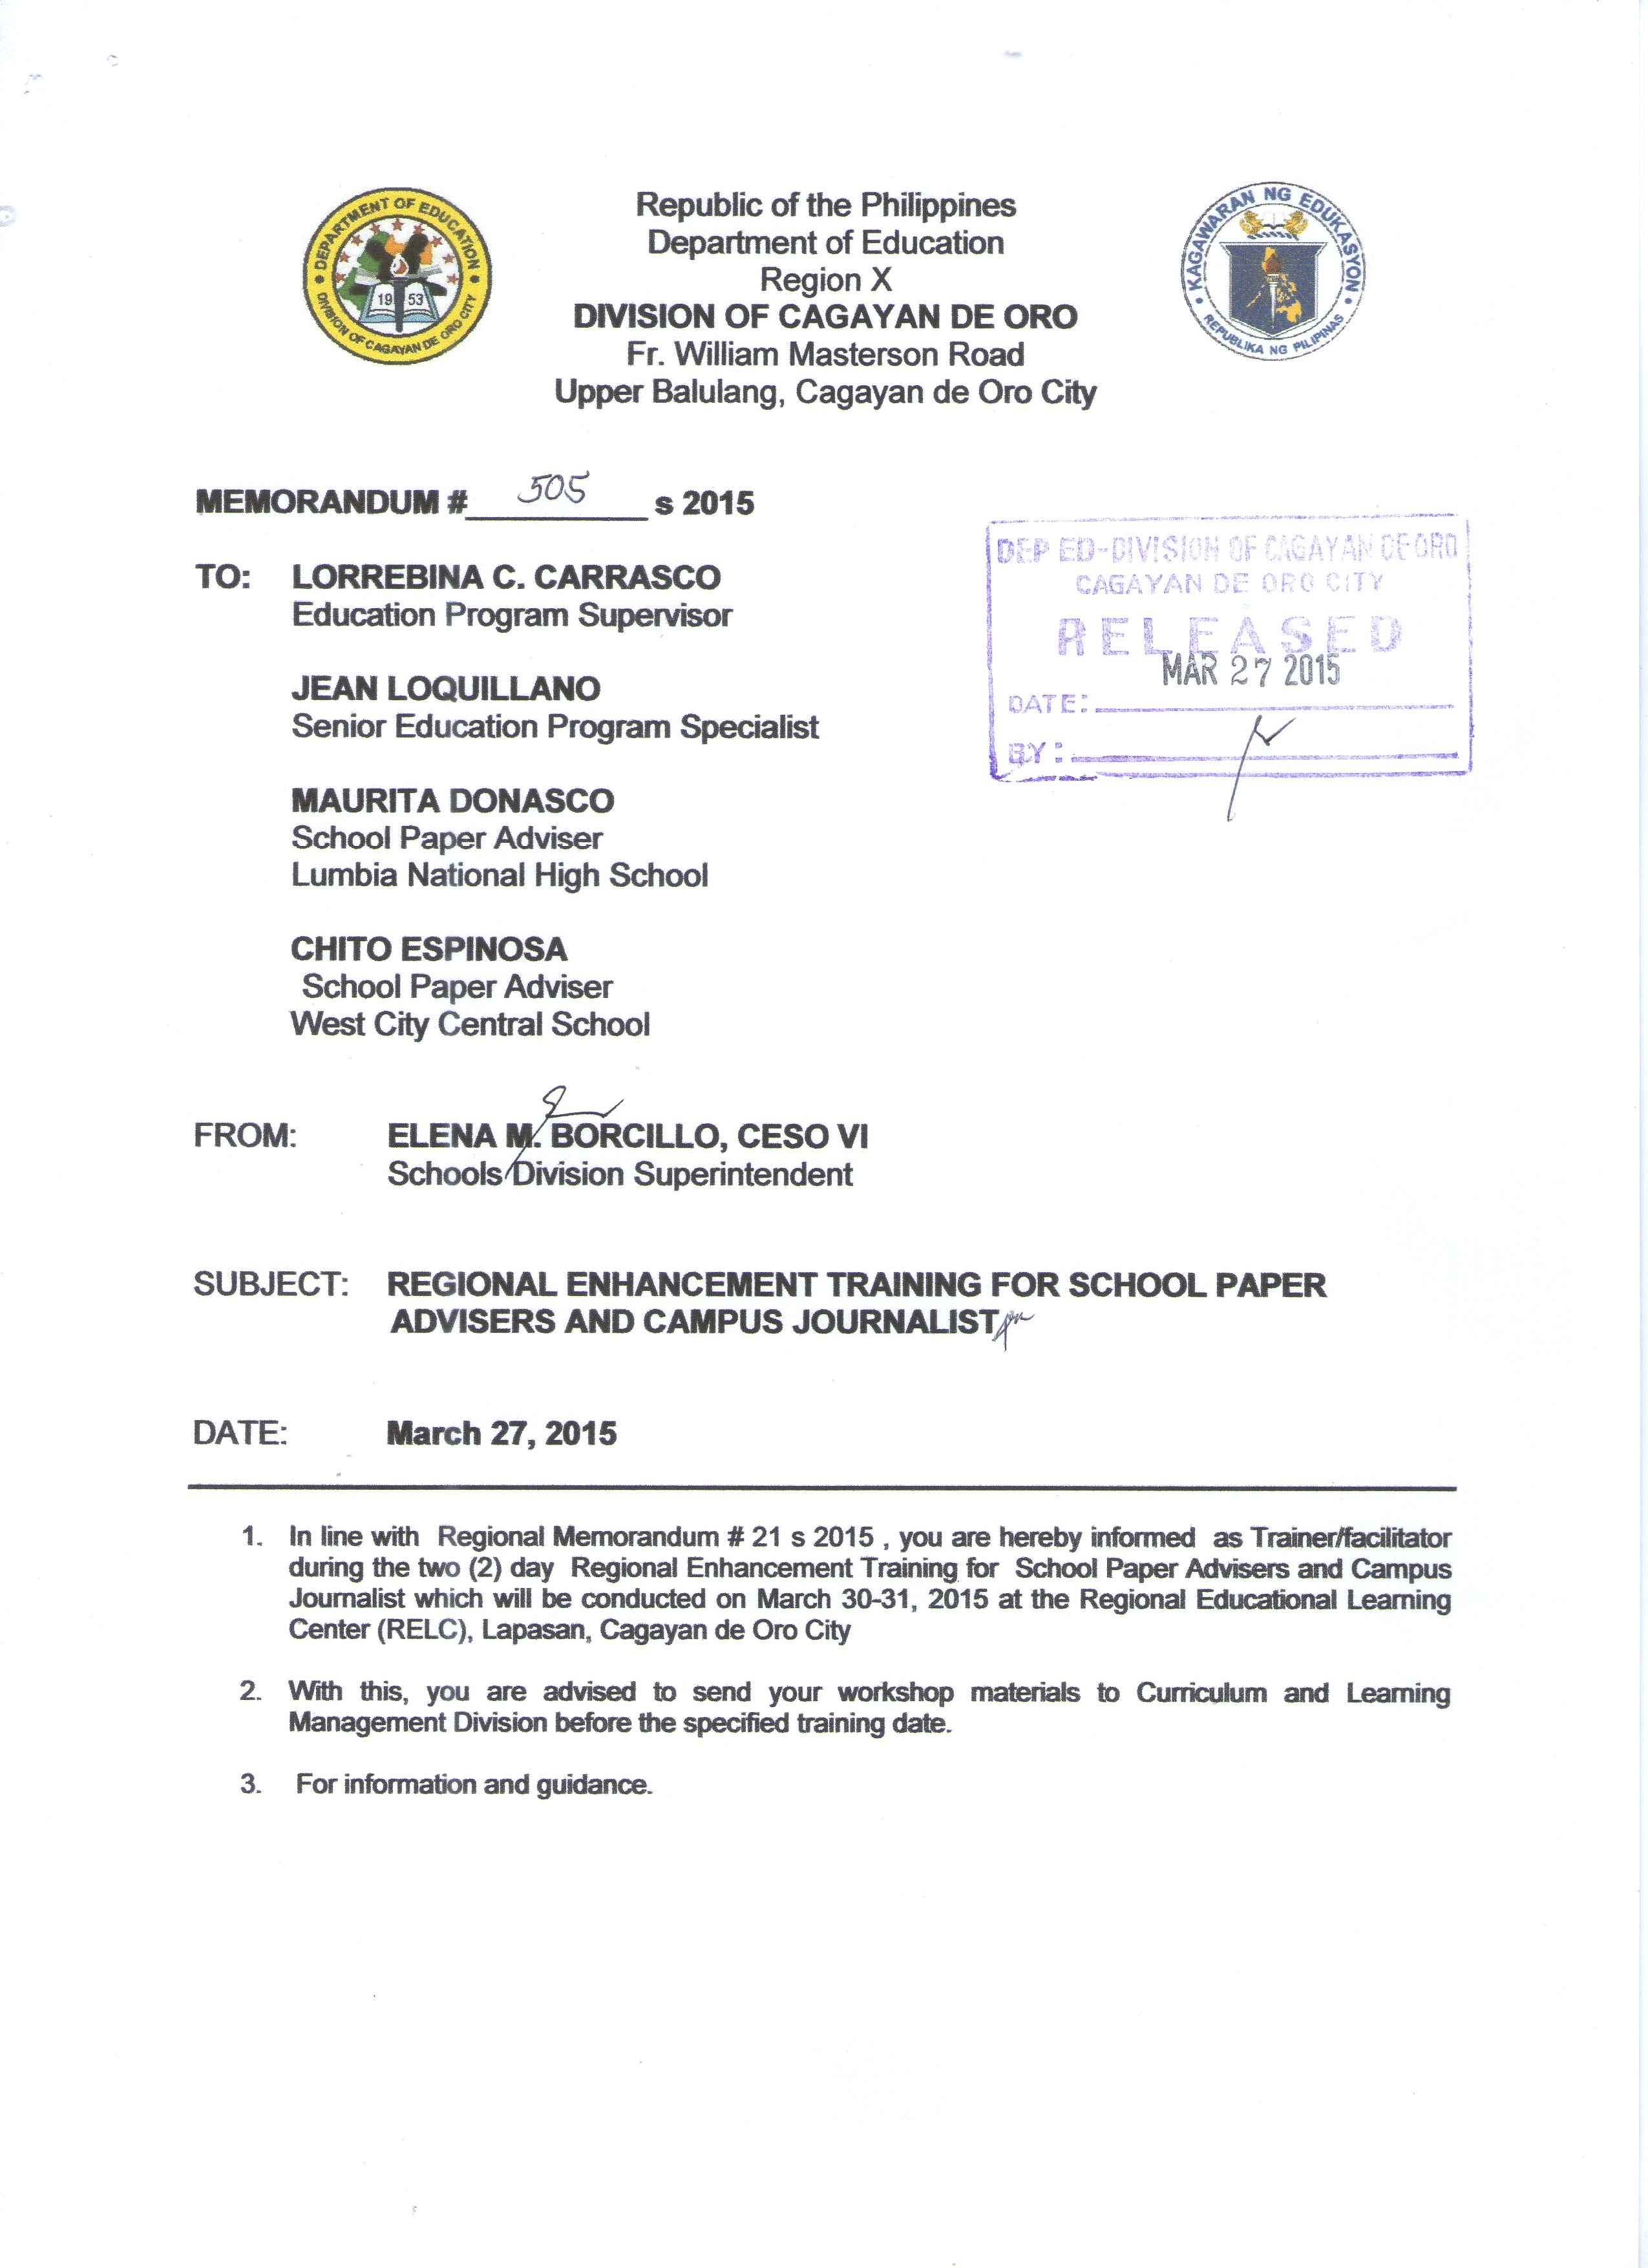 DEPARTMENT OF EDUCATION
19 53
DIVISION OF CAGAYAN DE ORO CITY
Republic of the Philippines
Department of Education
Region X
DIVISION OF CAGAYAN DE ORO
Fr. William Masterson Road
Upper Balulang, Cagayan de Oro City
KAGAWARAN NG EDUKASYON
REPUBLIKA NG PILIPINAS
MEMORANDUM # 505 s 2015
DEP ED-DIVISION OF CAGAYAN DE ORO
CAGAYAN DE ORO CITY
RELEASED
MAR 27 2015
DATE:
BY:
TO: LORREBINA C. CARRASCO
Education Program Supervisor
JEAN LOQUILLANO
Senior Education Program Specialist
MAURITA DONASCO
School Paper Adviser
Lumbia National High School
CHITO ESPINOSA
School Paper Adviser
West City Central School
FROM: ELENA M. BORCILLO, CESO VI
Schools Division Superintendent
SUBJECT: REGIONAL ENHANCEMENT TRAINING FOR SCHOOL PAPER
ADVISERS AND CAMPUS JOURNALIST
DATE: March 27, 2015
1. In line with Regional Memorandum # 21 s 2015 , you are hereby informed as Trainer/facilitator
during the two (2) day Regional Enhancement Training for School Paper Advisers and Campus
Journalist which will be conducted on March 30-31, 2015 at the Regional Educational Learning
Center (RELC), Lapasan, Cagayan de Oro City
2. With this, you are advised to send your workshop materials to Curriculum and Learning
Management Division before the specified training date.
3. For information and guidance.